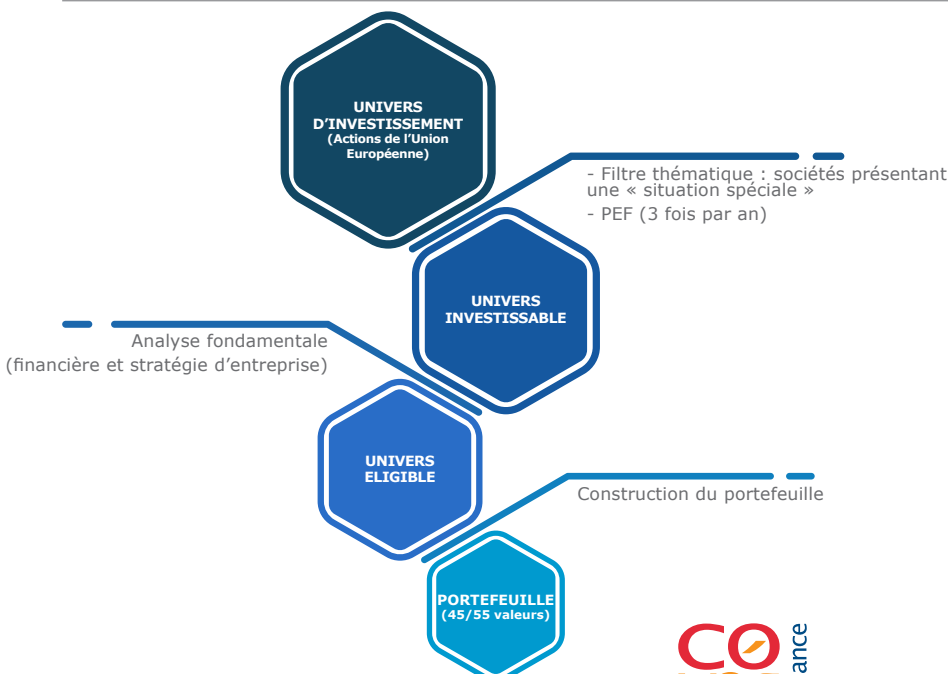 UNIVERS
D'INVESTISSEMENT
(Actions de l'Union
Européenne)
- Filtre thématique : sociétés présentant
une « situation spéciale »
- PEF (3 fois par an)
UNIVERS
INVESTISSABLE
Analyse fondamentale
(financière et stratégie d'entreprise)
UNIVERS
ELIGIBLE
Construction du portefeuille
PORTEFEUILLE
(45/55 valeurs)
CO